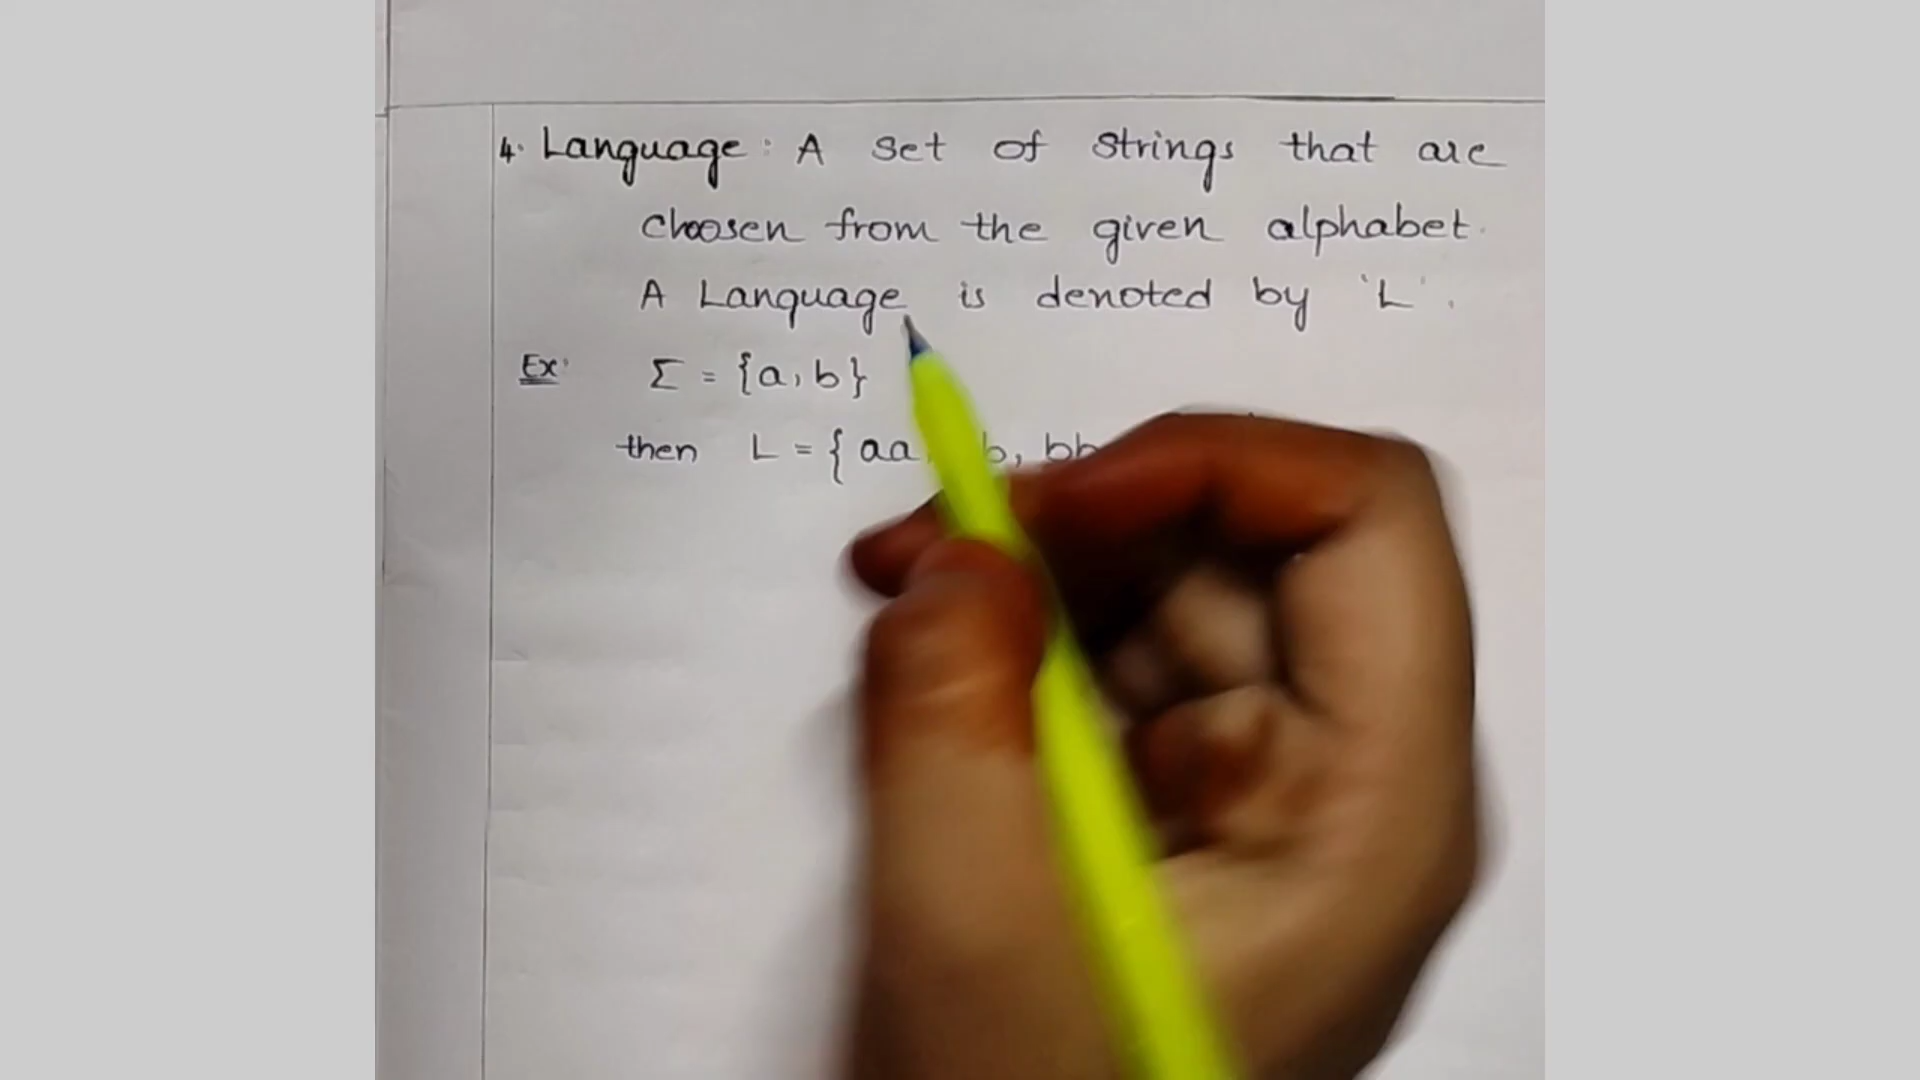 4. Language : A set of strings that are
choosen from the given alphabet.
A Language is denoted by 'L'.
Ex: Σ = {a, b}
then L = { aa, b, bb